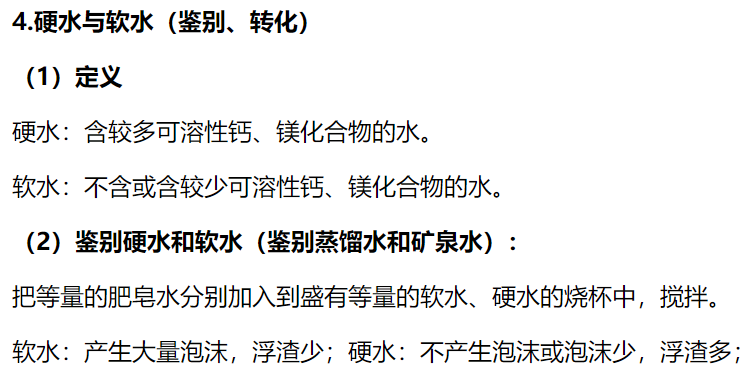 4.硬水与软水（鉴别、转化）
（1）定义
硬水：含较多可溶性钙、镁化合物的水。
软水：不含或含较少可溶性钙、镁化合物的水。
（2）鉴别硬水和软水（鉴别蒸馏水和矿泉水）：
把等量的肥皂水分别加入到盛有等量的软水、硬水的烧杯中，搅拌。
软水：产生大量泡沫，浮渣少；硬水：不产生泡沫或泡沫少，浮渣多；